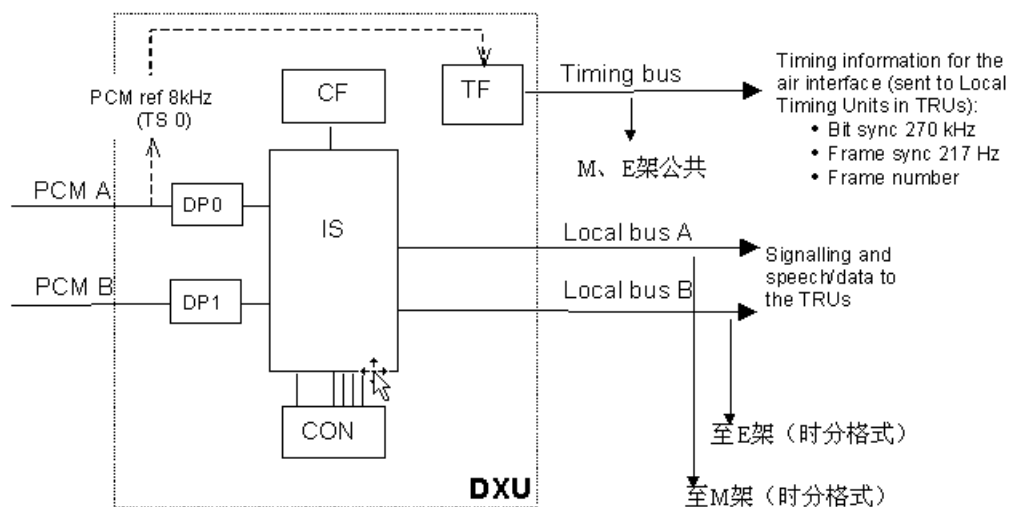 PCM ref 8kHz
(TS 0)
CF
TF
Timing bus
Timing information for the
air interface (sent to Local
Timing Units in TRUs):
• Bit sync 270 kHz
• Frame sync 217 Hz
• Frame number
M、E架公共
PCM A
DP0
IS
Local bus A
Signalling and
speech/data to
the TRUs
PCM B
DP1
Local bus B
CON
至E架（时分格式）
DXU
至M架（时分格式）